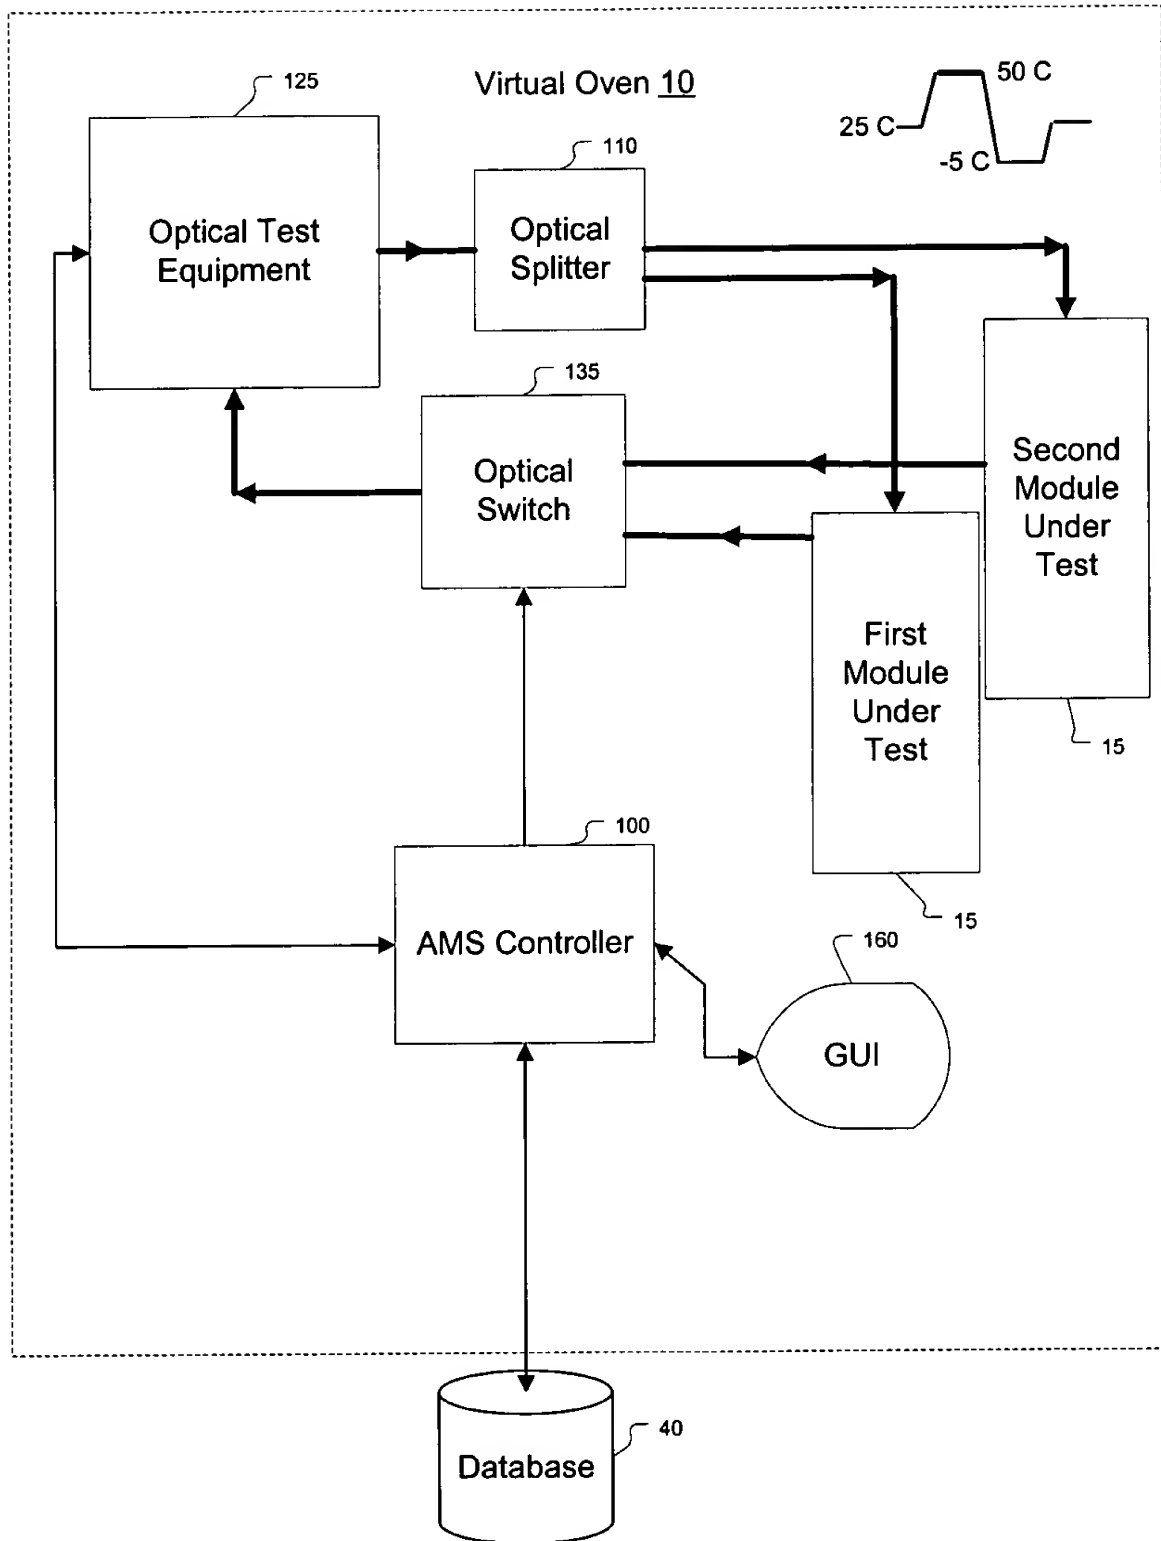 125
Virtual Oven 10
50 C
25 C
-5 C
110
Optical Test
Equipment
Optical
Splitter
135
Optical
Switch
Second
Module
Under
Test
First
Module
Under
Test
15
100
15
AMS Controller
160
GUI
40
Database